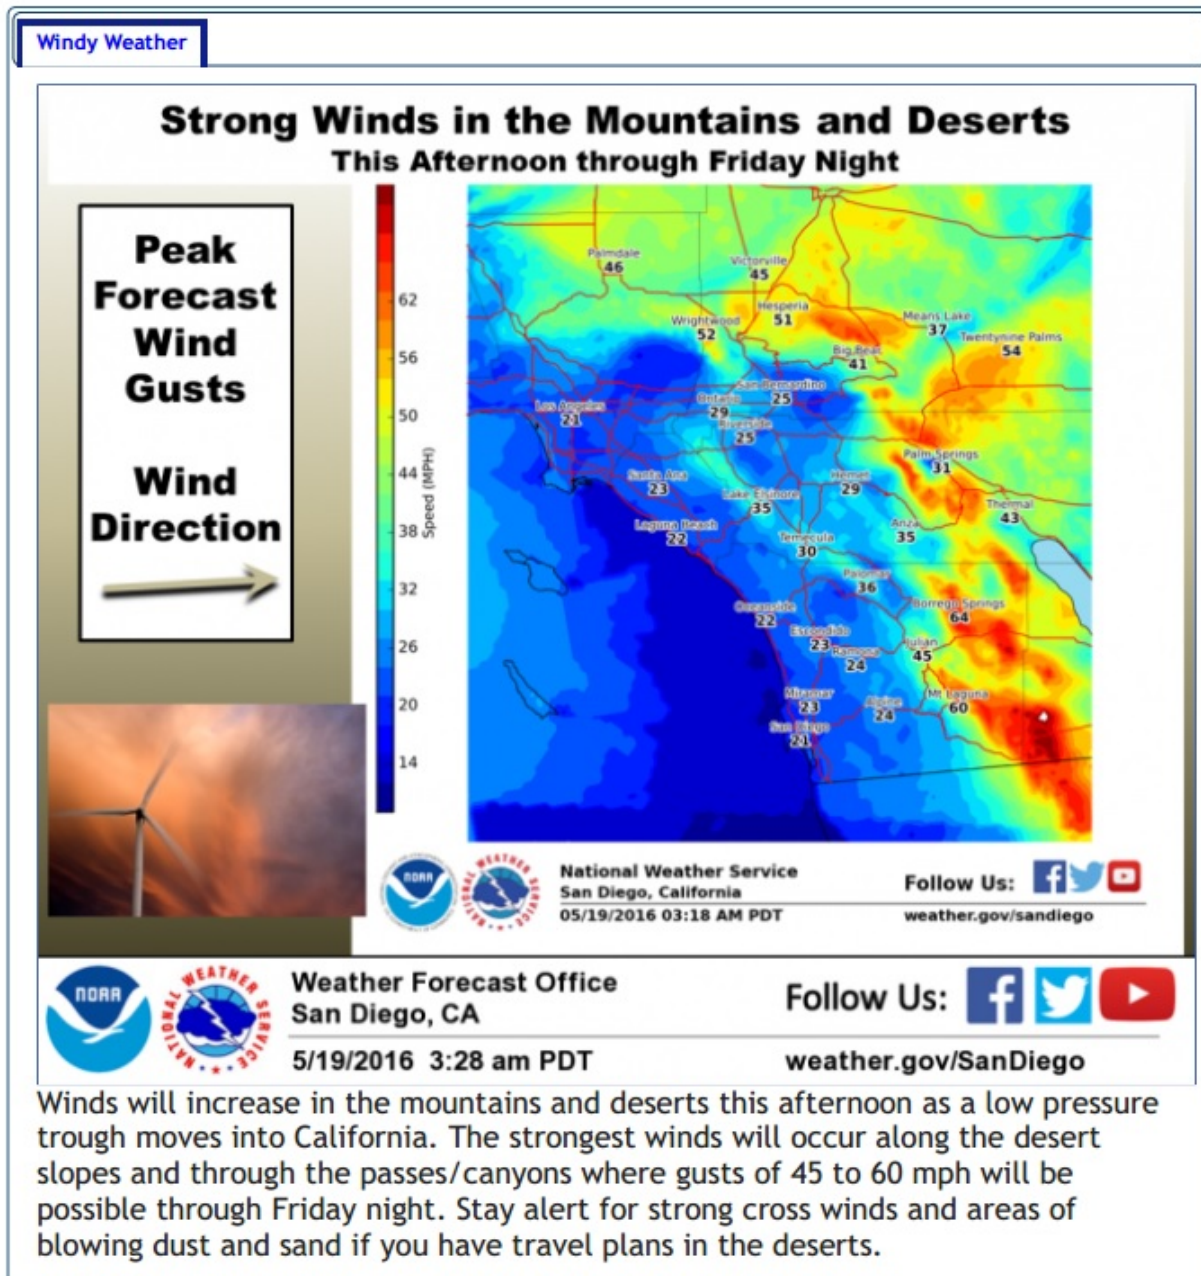 Windy Weather
Strong Winds in the Mountains and Deserts
This Afternoon through Friday Night
Peak
Forecast
Wind
Gusts
Wind
Direction
62
56
50
44
38
32
26
20
14
Speed (MPH)
Palmdale
46
Victorville
45
Hesperia
51
Wrightwood
52
Means Lake
37
Twentynine Palms
54
Big Bear
41
San Bernardino
25
Ontario
29
Los Angeles
21
Riverside
25
Palm Springs
31
Santa Ana
23
Hemet
29
Lake Elsinore
35
Thermal
43
Laguna Beach
22
Anza
35
Temecula
30
Palomar
36
Oceanside
22
Borrego Springs
64
Escondido
23
Ramona
24
Julian
45
Miramar
23
Alpine
24
Mt Laguna
60
San Diego
21
NOAA
NATIONAL WEATHER SERVICE
National Weather Service
San Diego, California
05/19/2016 03:18 AM PDT
Follow Us:
weather.gov/sandiego
NOAA
NATIONAL WEATHER SERVICE
Weather Forecast Office
San Diego, CA
5/19/2016 3:28 am PDT
Follow Us:
weather.gov/SanDiego
Winds will increase in the mountains and deserts this afternoon as a low pressure
trough moves into California. The strongest winds will occur along the desert
slopes and through the passes/canyons where gusts of 45 to 60 mph will be
possible through Friday night. Stay alert for strong cross winds and areas of
blowing dust and sand if you have travel plans in the deserts.